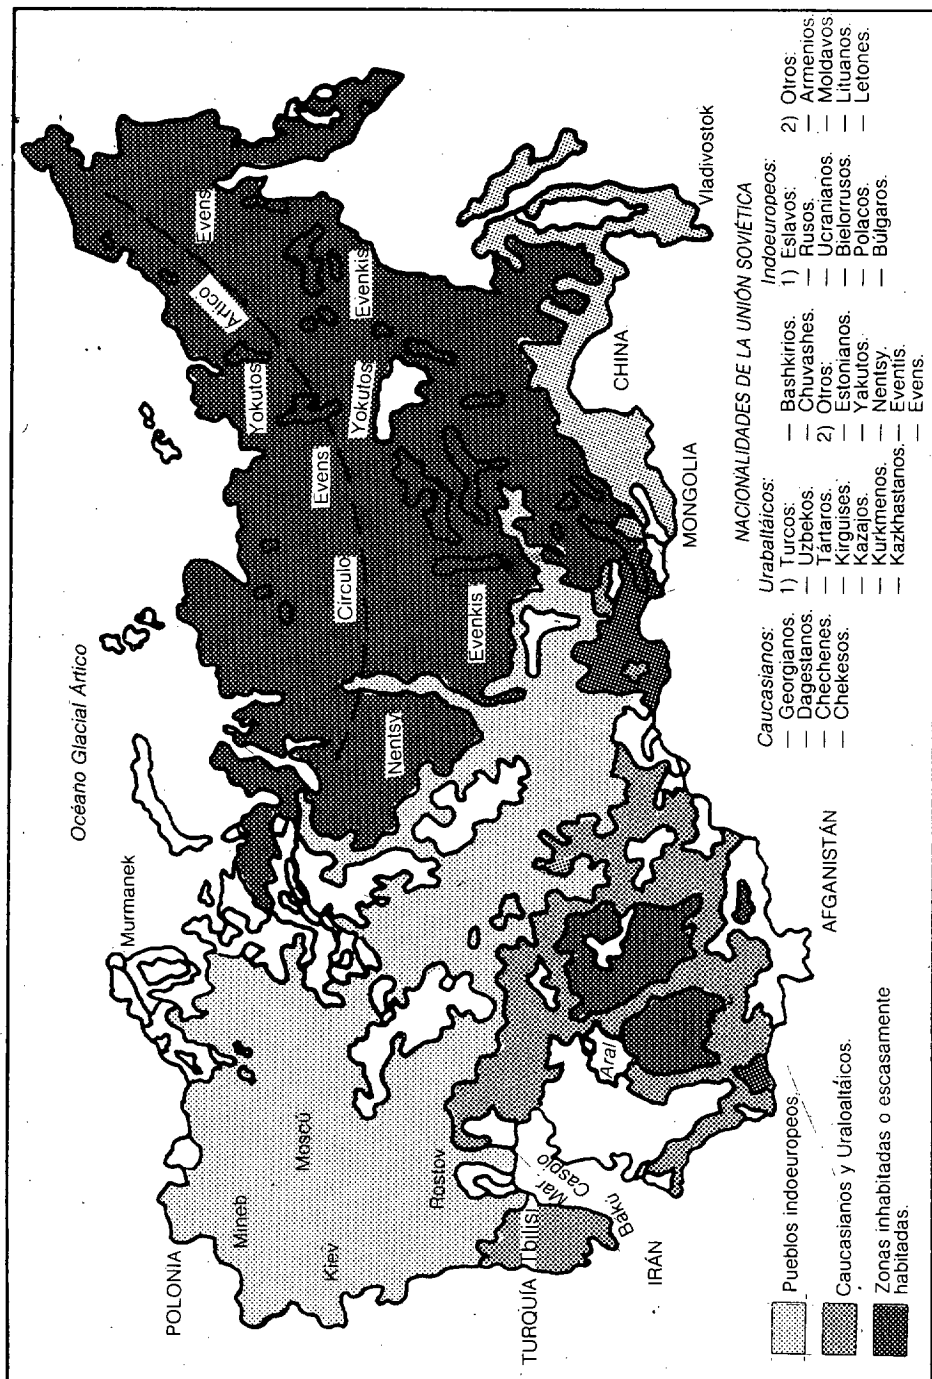 Océano Glacial Ártico
Murmanek
POLONIA
Mineb
Moscú
Kiev
Rostov
TURQUÍA
Tbilisi
Mar
Caspio
Bakú
IRÁN
Aral
AFGANISTÁN
Nentsy
Evenkis
Círculo
Evens
Yokutos
Yokutos
Artico
Evenkis
Evens
MONGOLIA
CHINA
Vladivostok
Pueblos indoeuropeos.
Caucasianos y Uraloaltáicos.
Zonas inhabitadas o escasamente
habitadas.
NACIONALIDADES DE LA UNIÓN SOVIÉTICA
Caucasianos:
— Georgianos.
— Dagestanos.
— Chechenes.
— Chekesos.
Urabaltáicos:
1) Turcos:
— Uzbekos.
— Tártaros.
— Kirguises.
— Kazajos.
— Kurkmenos.
— Kazkhastanos.
— Bashkirios.
— Chuvashes.
2) Otros:
— Estonianos.
— Yakutos.
— Nentsy.
— Eventis.
— Evens.
Indoeuropeos:
1) Eslavos:
— Rusos.
— Ucranianos.
— Bielorrusos
— Polacos.
— Búlgaros.
2) Otros:
— Armenios.
— Moldavos.
— Lituanos.
— Letones.